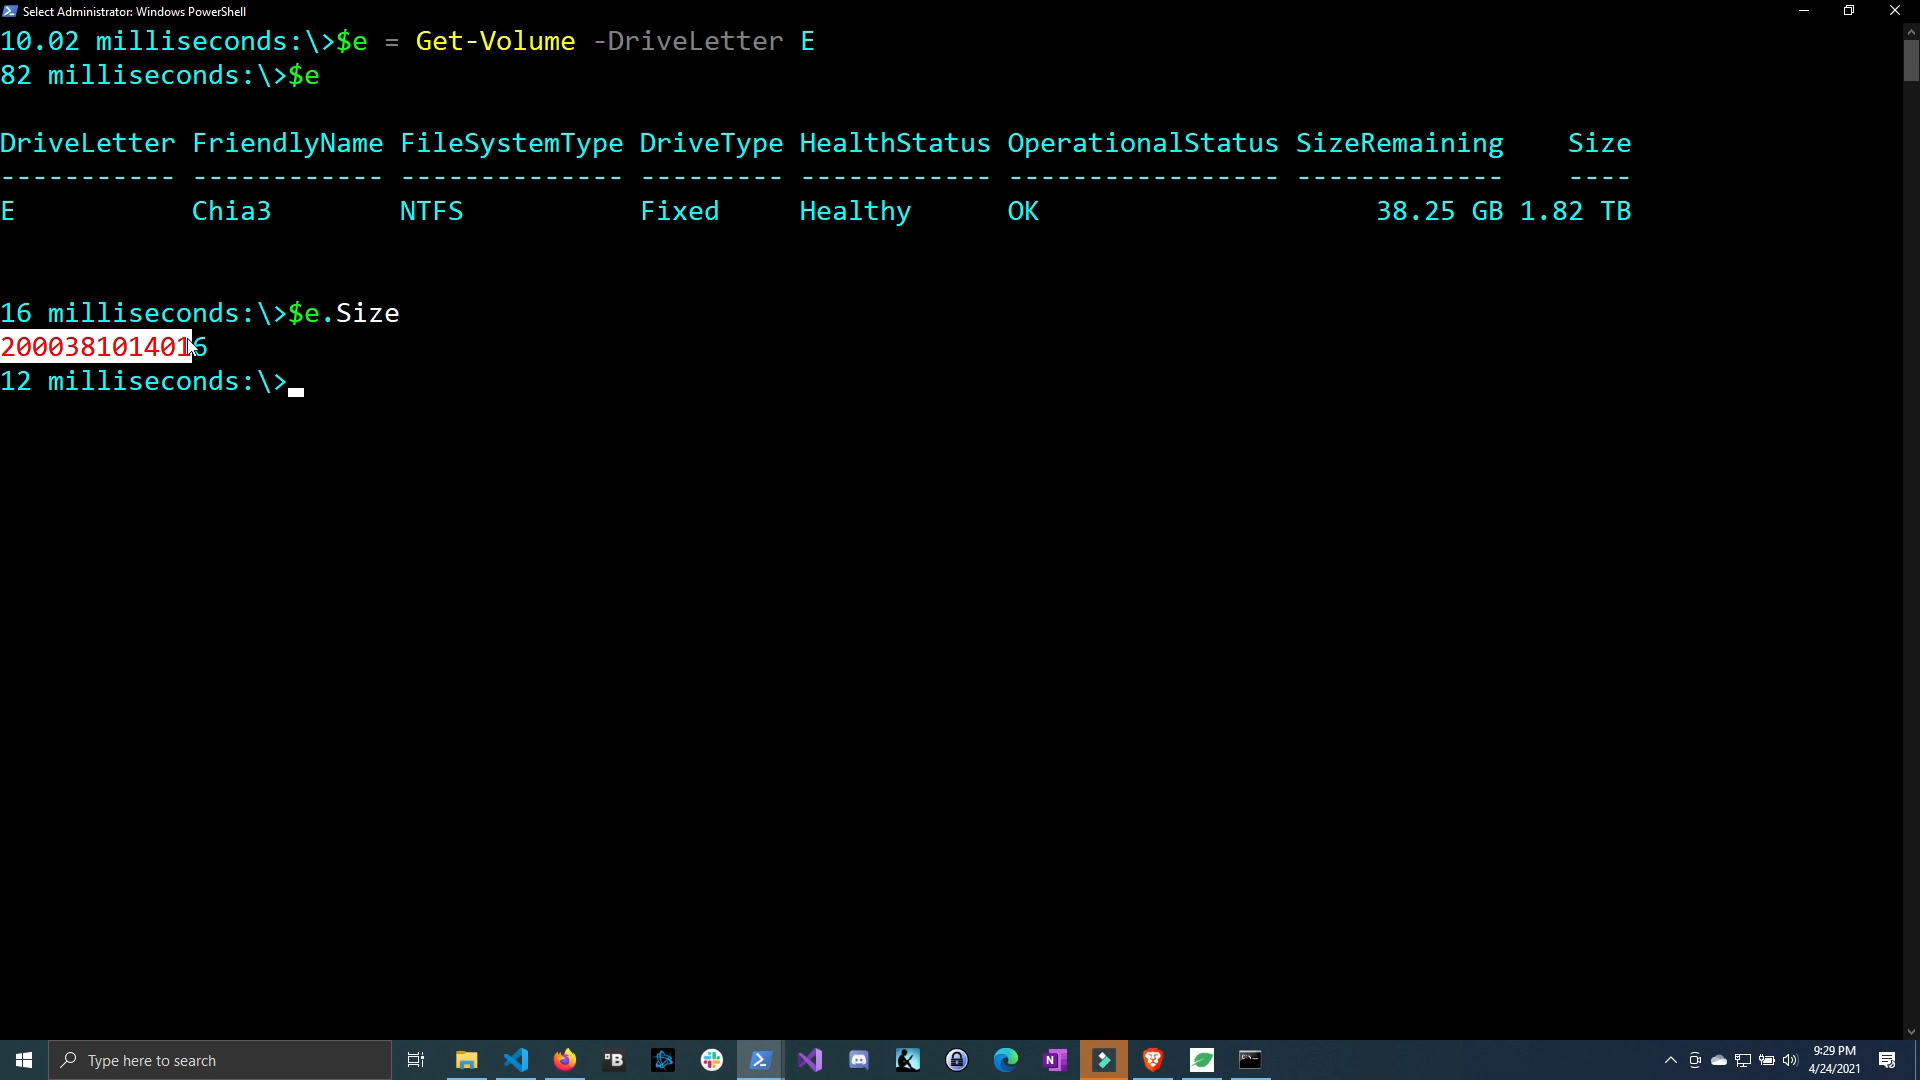 Select Administrator: Windows PowerShell
10.02 milliseconds:\>$e = Get-Volume -DriveLetter E
82 milliseconds:\>$e
DriveLetter FriendlyName FileSystemType DriveType HealthStatus OperationalStatus SizeRemaining Size
----------- ------------ -------------- --------- ------------ ----------------- ------------- ----
E Chia3 NTFS Fixed Healthy OK 38.25 GB 1.82 TB
16 milliseconds:\>$e.Size
2000381014016
12 milliseconds:\>
Type here to search
9:29 PM
4/24/2021